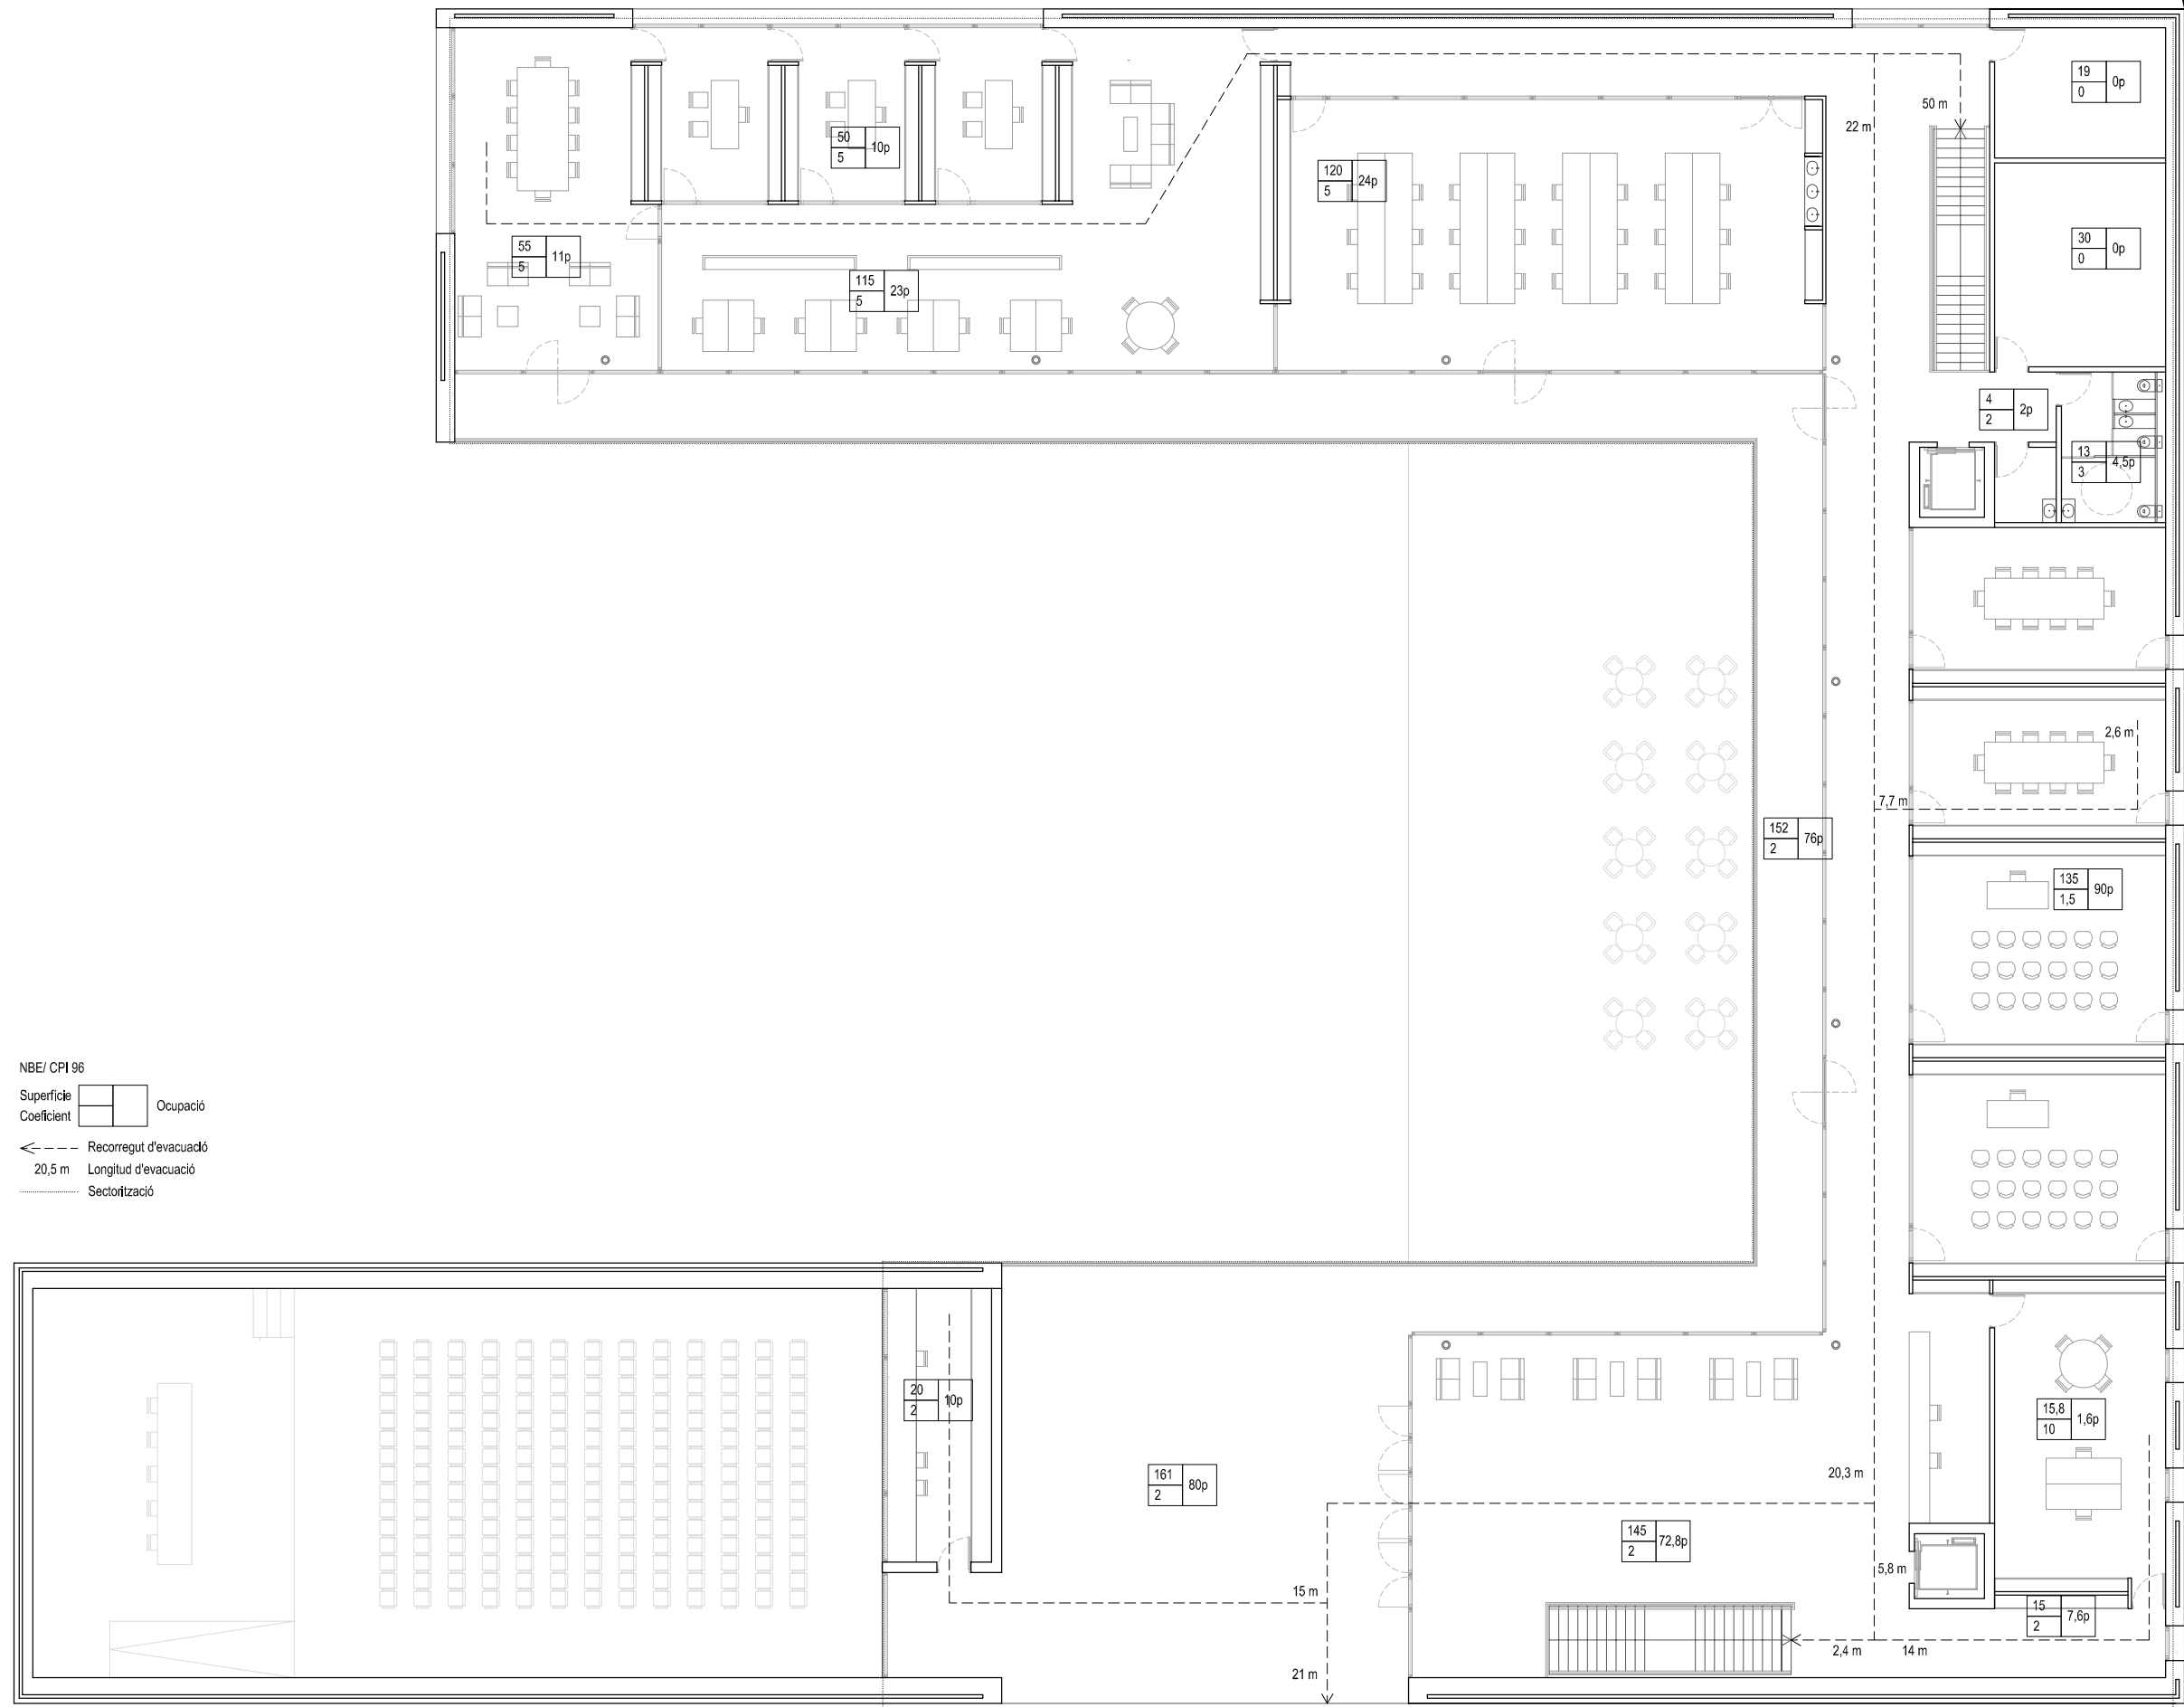 19
0p
0
50 m
22 m
50
10p
5
120
24p
5
30
0p
0
55
11p
5
115
23p
5
4
2p
2
13
4,5p
3
2,6 m
7,7 m
152
76p
2
135
90p
1,5
NBE/ CPI 96
Superfície
Ocupació
Coeficient
Recorregut d'evacuació
20,5 m Longitud d'evacuació
Sectorització
20
10p
2
15,8
1,6p
10
161
80p
2
20,3 m
145
72,8p
2
5,8 m
15 m
15
7,6p
2
2,4 m
14 m
21 m